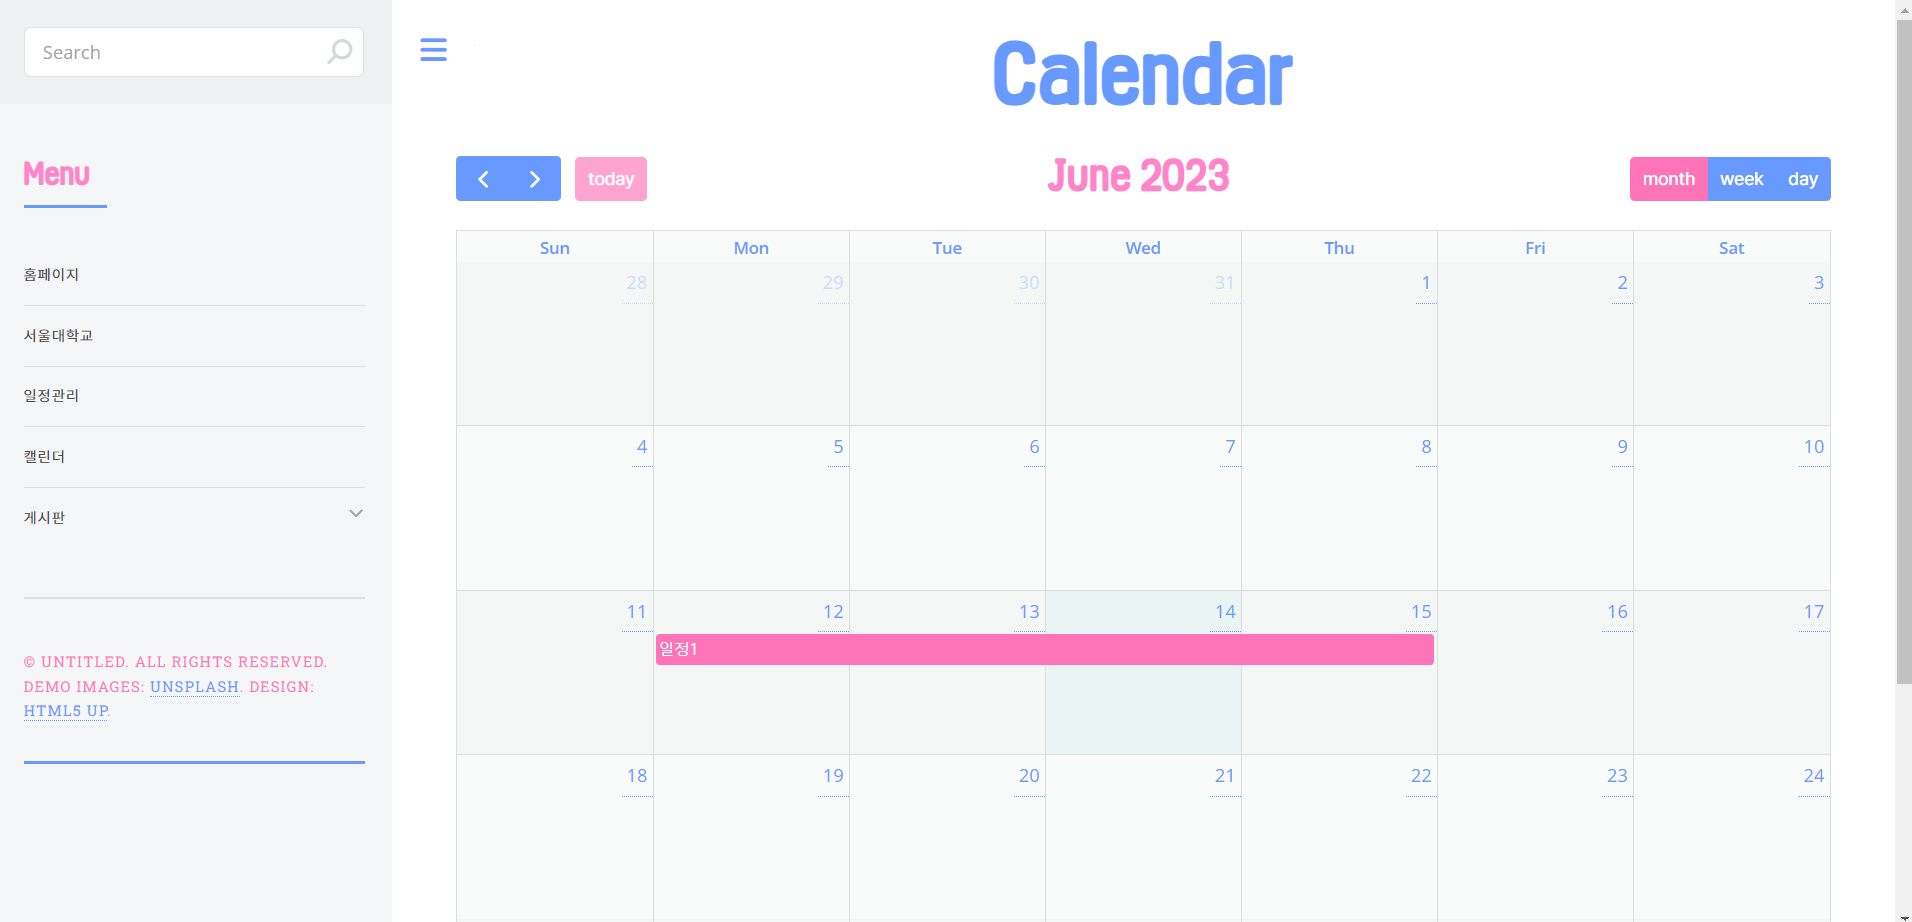 Search
Menu
홈페이지
서울대학교
일정관리
캘린더
게시판
© UNTITLED. ALL RIGHTS RESERVED.
DEMO IMAGES: UNSPLASH. DESIGN:
HTML5 UP.
Calendar
today
June 2023
month week day
Sun Mon Tue Wed Thu Fri Sat
28 29 30 31 1 2 3
4 5 6 7 8 9 10
11 12 13 14 15 16 17
일정1
18 19 20 21 22 23 24